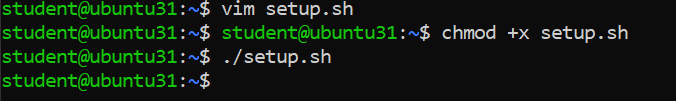 student@ubuntu31:~$ vim setup.sh
student@ubuntu31:~$ student@ubuntu31:~$ chmod +x setup.sh
student@ubuntu31:~$ ./setup.sh
student@ubuntu31:~$